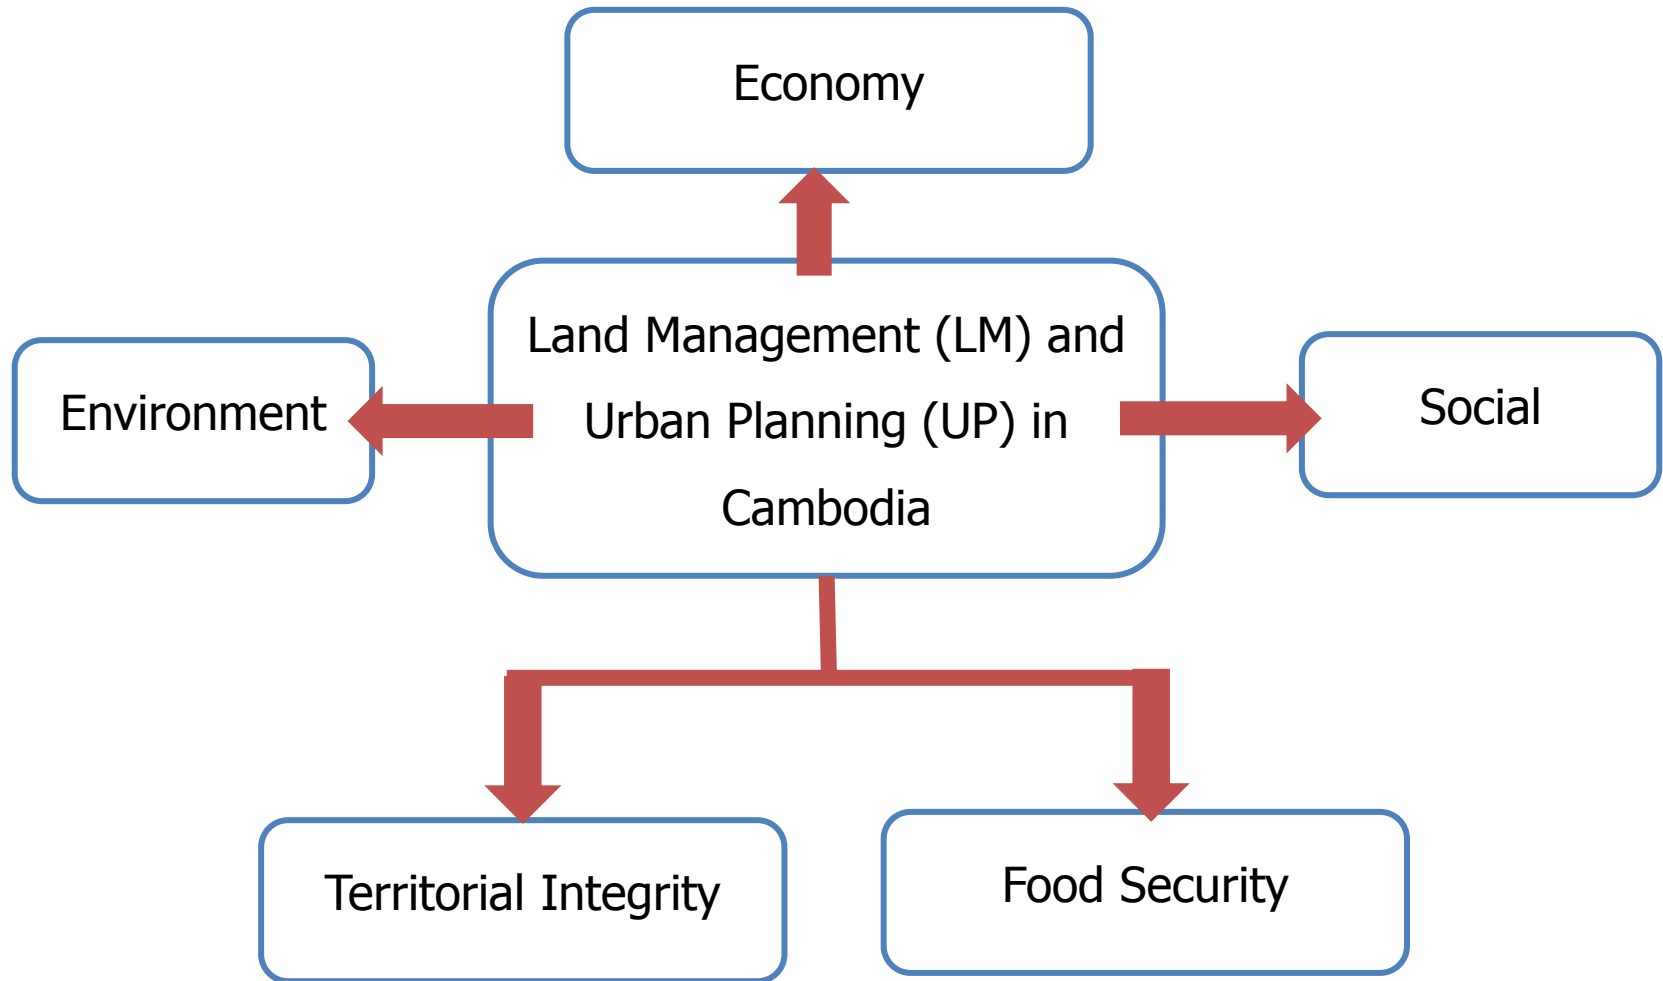 Economy
Land Management (LM) and
Urban Planning (UP) in
Cambodia
Environment
Social
Territorial Integrity
Food Security